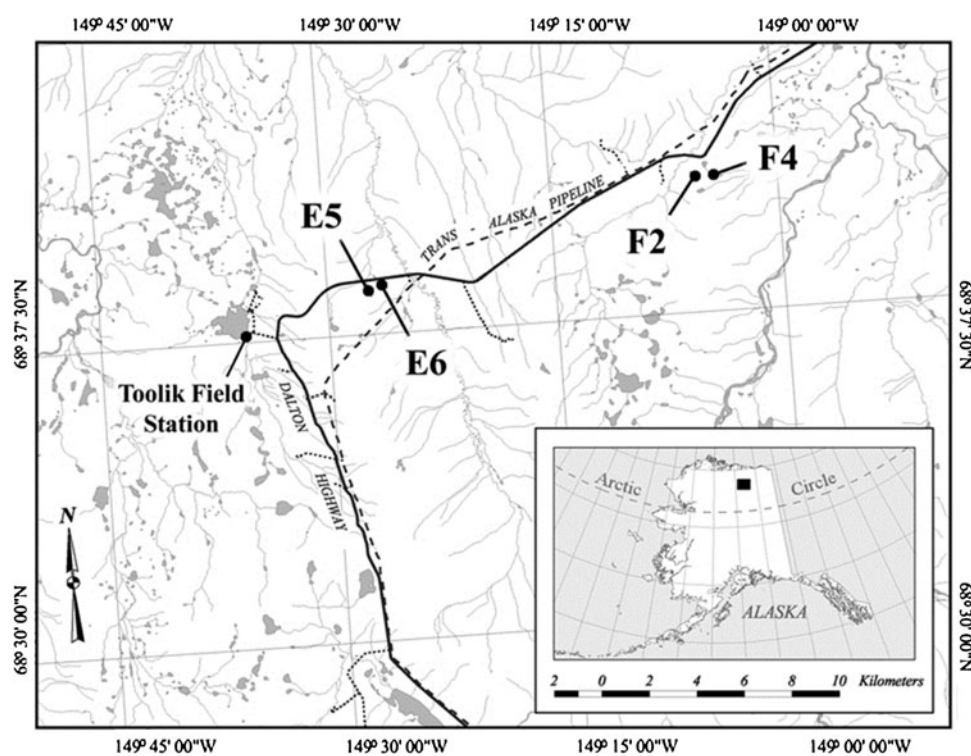 149° 45' 00"W
149° 30' 00"W
149° 15' 00"W
149° 00' 00"W
F4
F2
TRANS ALASKA PIPELINE
E5
E6
68° 37' 30"N
68° 37' 30"N
Toolik Field
Station
DALTON
HIGHWAY
N
Arctic Circle
ALASKA
2 0 2 4 6 8 10 Kilometers
68° 30' 00"N
68° 30' 00"N
149° 45' 00"W
149° 30' 00"W
149° 15' 00"W
149° 00' 00"W